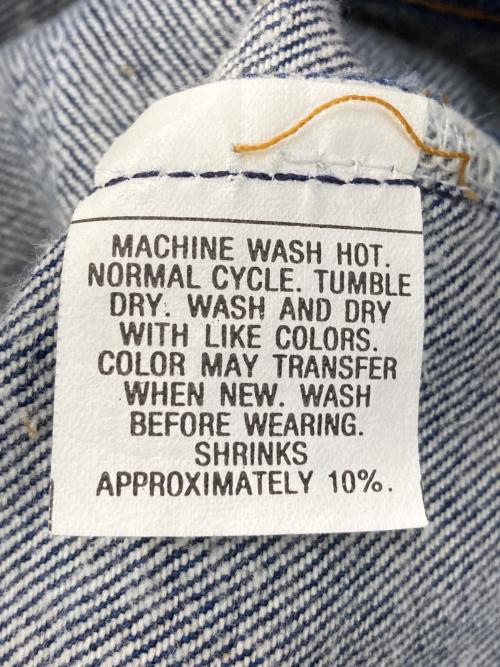 MACHINE WASH HOT.
NORMAL CYCLE. TUMBLE
DRY. WASH AND DRY
WITH LIKE COLORS.
COLOR MAY TRANSFER
WHEN NEW. WASH
BEFORE WEARING.
SHRINKS
APPROXIMATELY 10%.